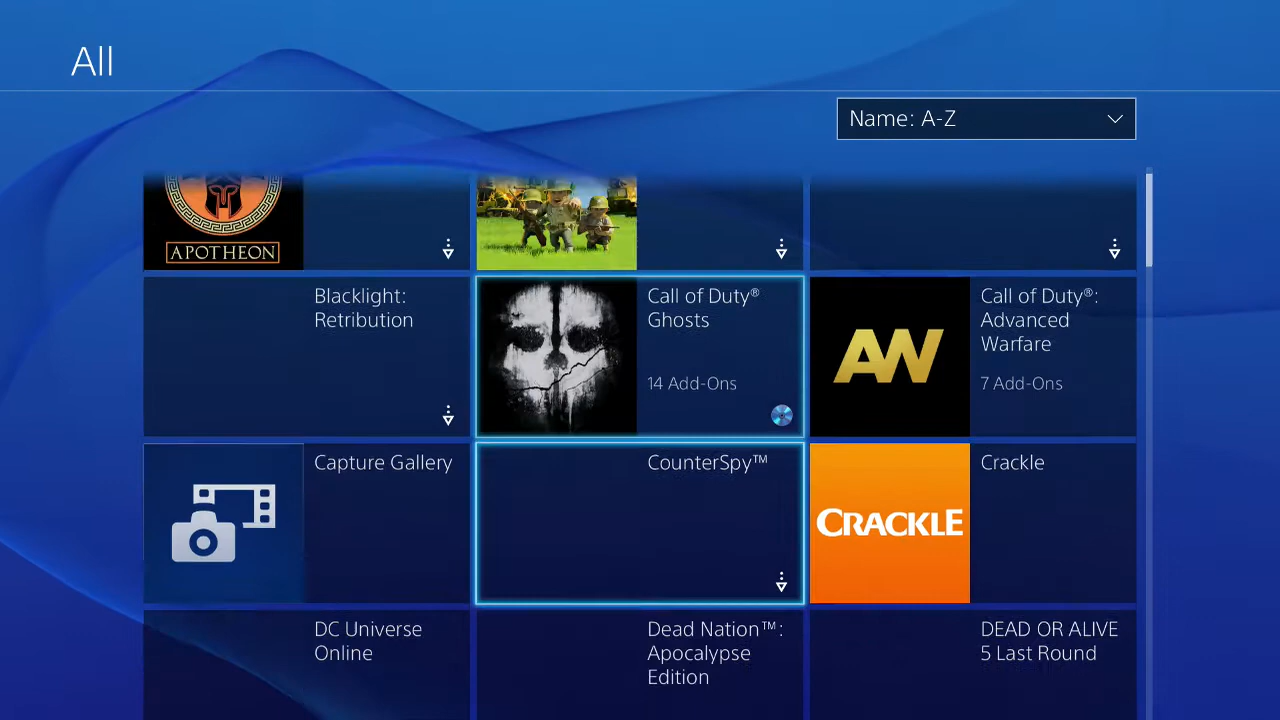 All
Name: A-Z
APOTHEON
Blacklight:
Retribution
Call of Duty®
Ghosts
14 Add-Ons
AW
Call of Duty®:
Advanced
Warfare
7 Add-Ons
Capture Gallery
CounterSpy™
CRACKLE
Crackle
DC Universe
Online
Dead Nation™:
Apocalypse
Edition
DEAD OR ALIVE
5 Last Round